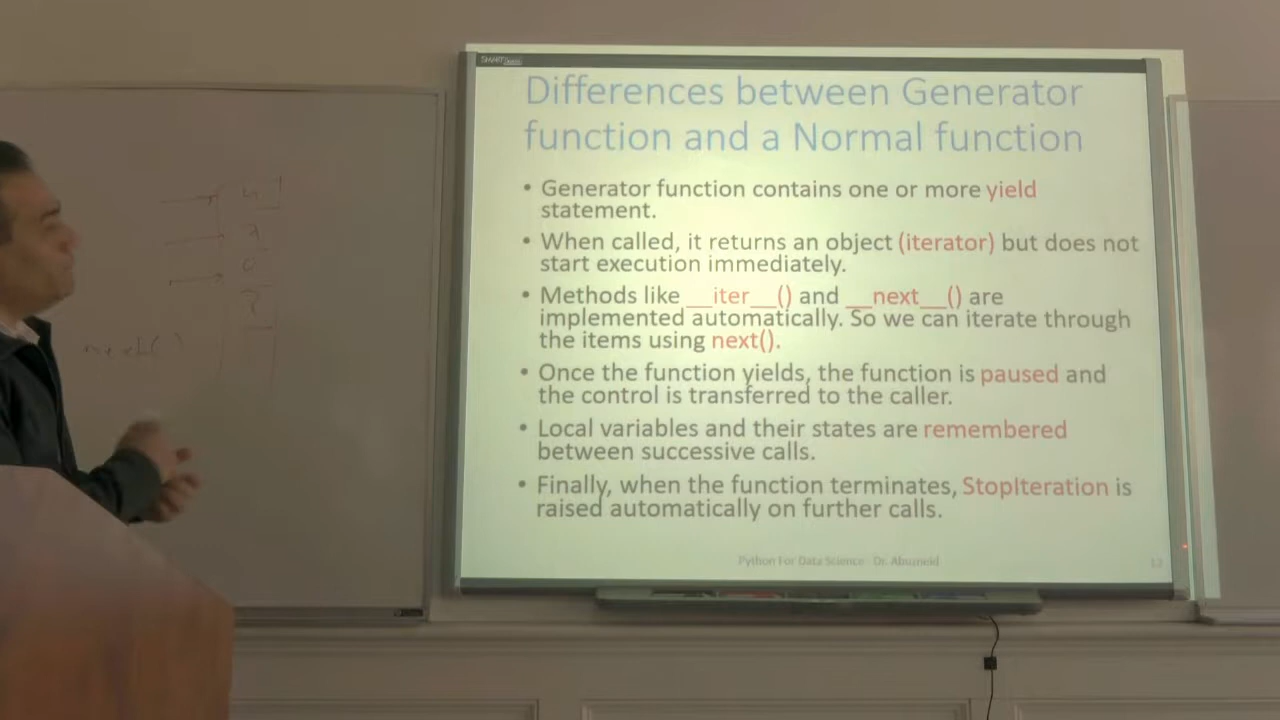 SMART
Differences between Generator
function and a Normal function
• Generator function contains one or more yield
statement.
• When called, it returns an object (iterator) but does not
start execution immediately.
• Methods like __iter__() and __next__() are
implemented automatically. So we can iterate through
the items using next().
• Once the function yields, the function is paused and
the control is transferred to the caller.
• Local variables and their states are remembered
between successive calls.
• Finally, when the function terminates, StopIteration is
raised automatically on further calls.
Python For Data Science - Dr. Abuzneid
next()